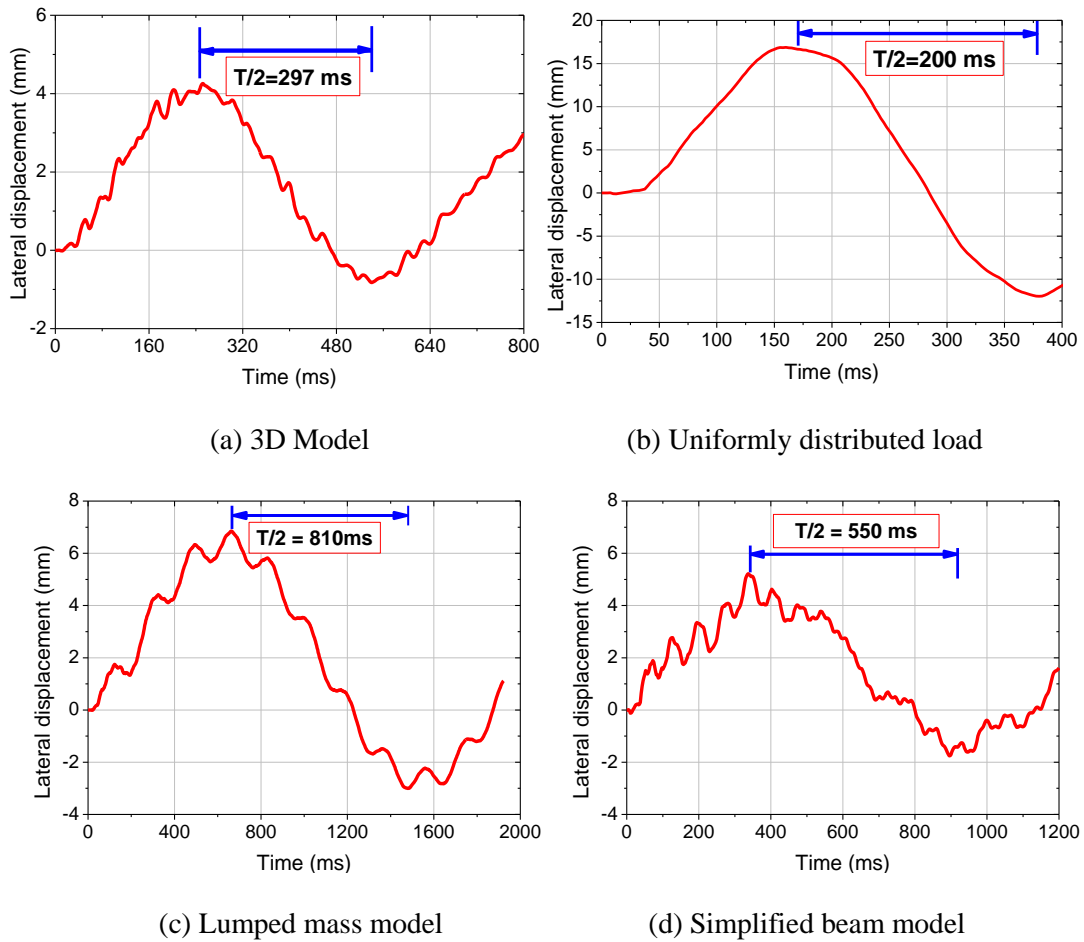 6
4
2
0
-2
Lateral displacement (mm)
T/2=297 ms
0 160 320 480 640 800
Time (ms)
(a) 3D Model
20
15
10
5
0
-5
-10
-15
Lateral displacement (mm)
T/2=200 ms
0 50 100 150 200 250 300 350 400
Time (ms)
(b) Uniformly distributed load
8
6
4
2
0
-2
-4
Lateral displacement (mm)
T/2 = 810ms
0 400 800 1200 1600 2000
Time (ms)
(c) Lumped mass model
8
6
4
2
0
-2
-4
Lateral displacement (mm)
T/2 = 550 ms
0 200 400 600 800 1000 1200
Time (ms)
(d) Simplified beam model